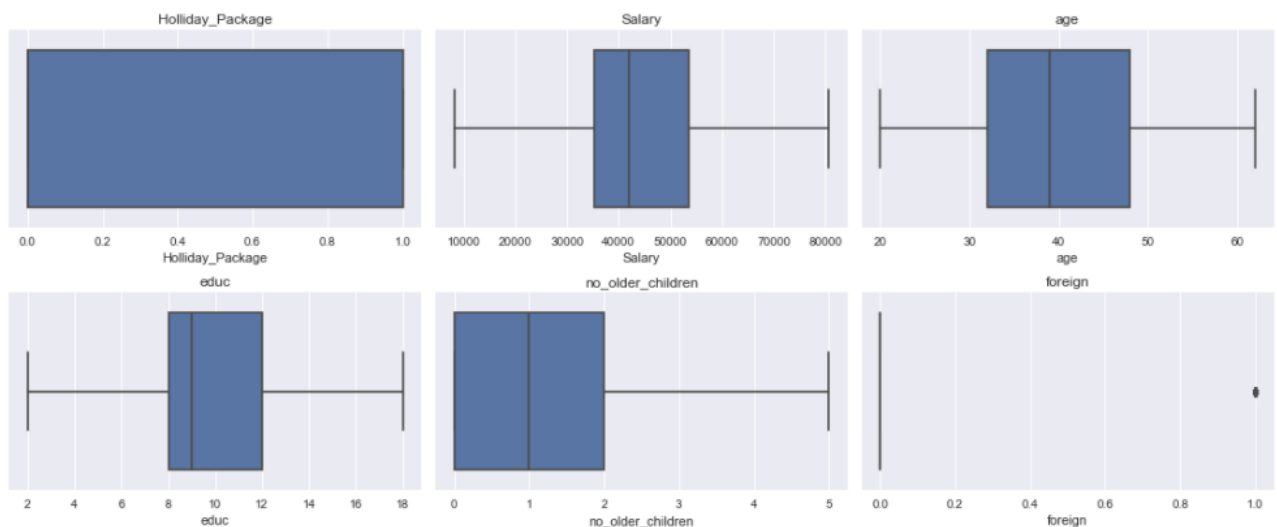 Holliday_Package
Salary
age
0.0 0.2 0.4 0.6 0.8 1.0
10000 20000 30000 40000 50000 60000 70000 80000
20 30 40 50 60
Holliday_Package
Salary
age
educ
no_older_children
foreign
2 4 6 8 10 12 14 16 18
0 1 2 3 4 5
0.0 0.2 0.4 0.6 0.8 1.0
educ
no_older_children
foreign